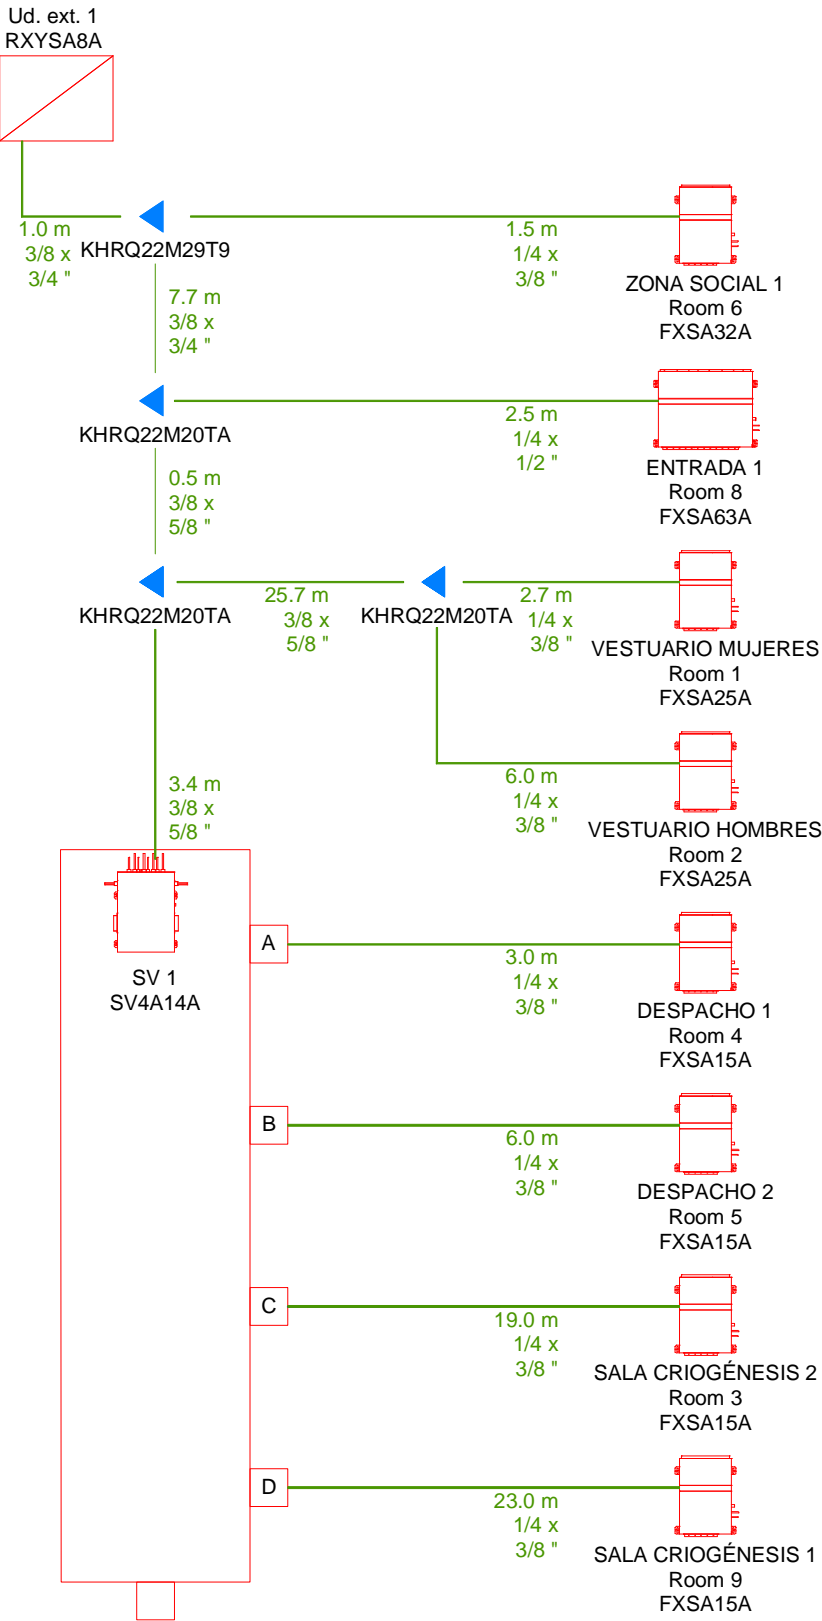 Ud. ext. 1
RXYSA8A
1.0 m
3/8 x
3/4 "
KHRQ22M29T9
1.5 m
1/4 x
3/8 "
ZONA SOCIAL 1
Room 6
FXSA32A
7.7 m
3/8 x
3/4 "
KHRQ22M20TA
2.5 m
1/4 x
1/2 "
ENTRADA 1
Room 8
FXSA63A
0.5 m
3/8 x
5/8 "
KHRQ22M20TA
25.7 m
3/8 x
5/8 "
KHRQ22M20TA
2.7 m
1/4 x
3/8 "
VESTUARIO MUJERES
Room 1
FXSA25A
6.0 m
1/4 x
3/8 "
VESTUARIO HOMBRES
Room 2
FXSA25A
3.4 m
3/8 x
5/8 "
SV 1
SV4A14A
A
3.0 m
1/4 x
3/8 "
DESPACHO 1
Room 4
FXSA15A
B
6.0 m
1/4 x
3/8 "
DESPACHO 2
Room 5
FXSA15A
C
19.0 m
1/4 x
3/8 "
SALA CRIOGÉNESIS 2
Room 3
FXSA15A
D
23.0 m
1/4 x
3/8 "
SALA CRIOGÉNESIS 1
Room 9
FXSA15A